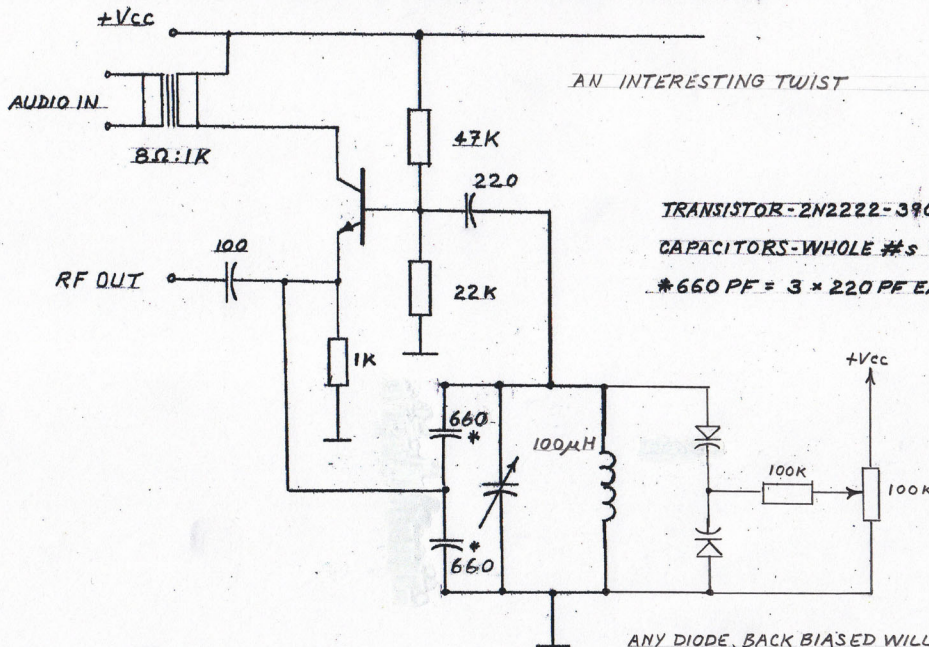 +Vcc
AN INTERESTING TWIST
AUDIO IN
8Ω:1K
47K
220
TRANSISTOR-2N2222-390
CAPACITORS-WHOLE #s
*660 PF = 3 × 220 PF
100
RF OUT
22K
1K
+Vcc
660
*
100µH
100K
100K
*
660
ANY DIODE, BACK BIASED WILL